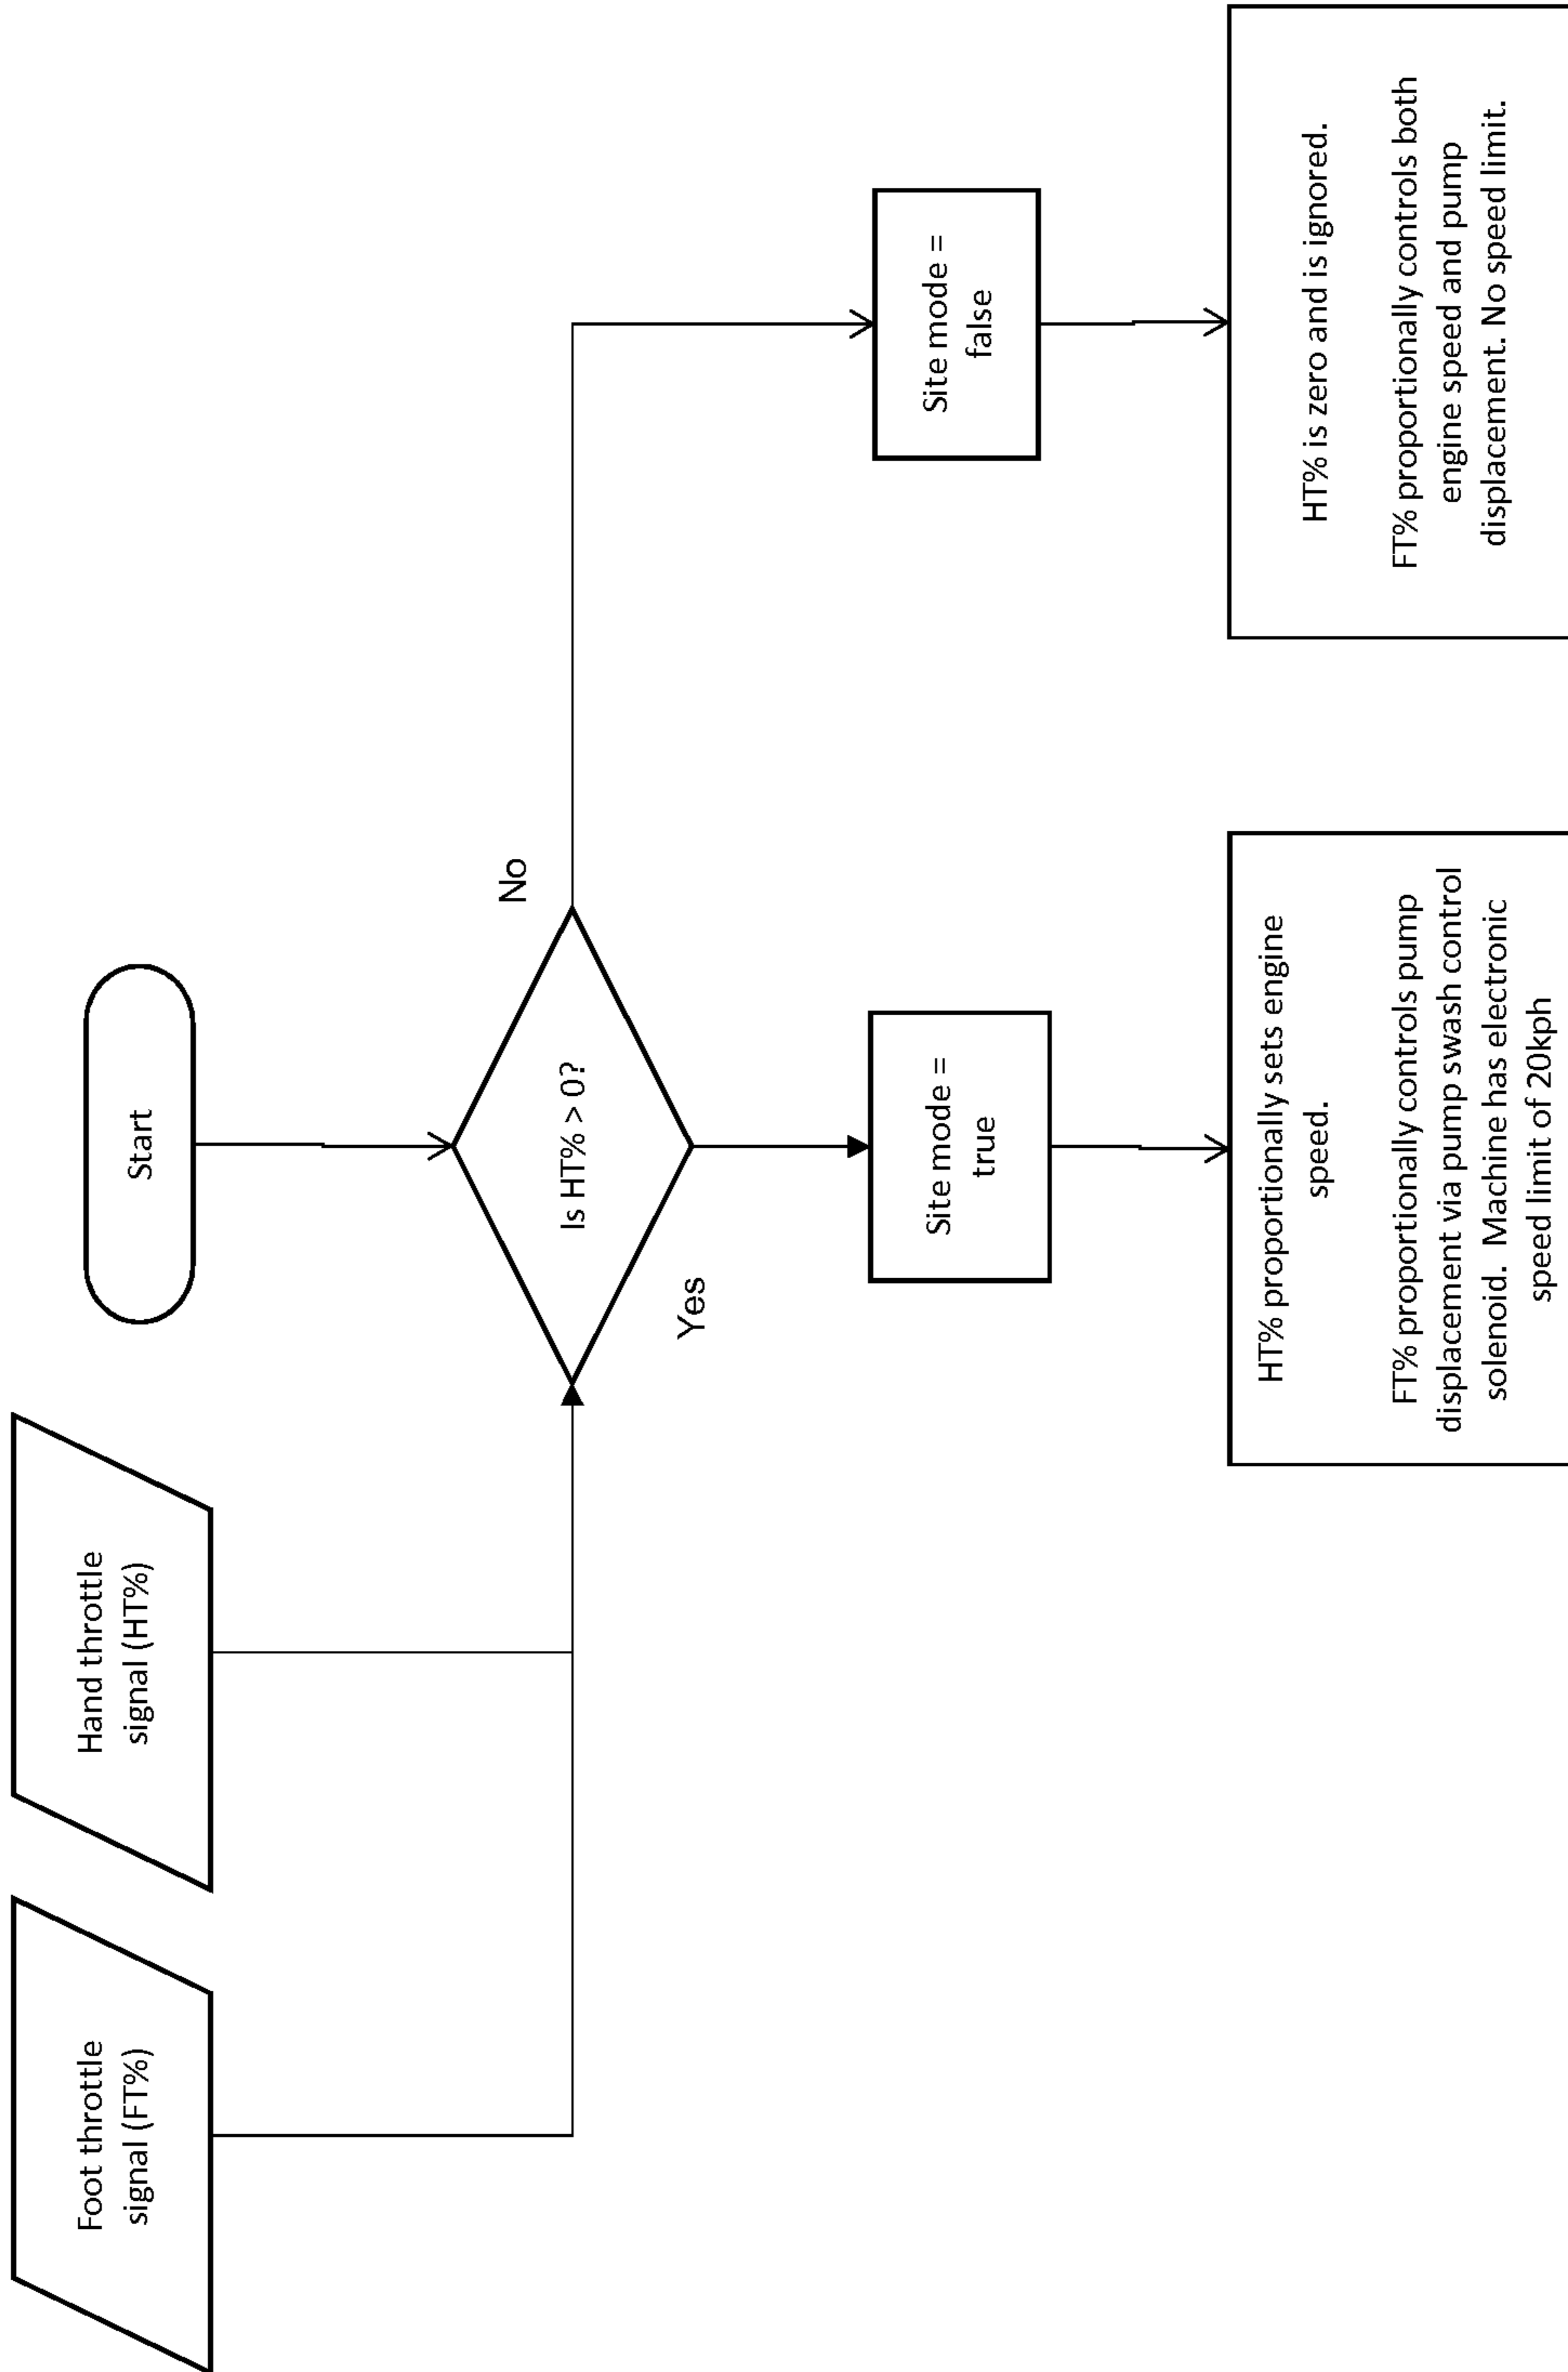 Foot throttle
signal (FT%)
Hand throttle
signal (HT%)
Start
Is HT% > 0?
No
Yes
Site mode =
true
Site mode =
false
HT% proportionally sets engine
speed.
FT% proportionally controls pump
displacement via pump swash control
solenoid. Machine has electronic
speed limit of 20kph
HT% is zero and is ignored.
FT% proportionally controls both
engine speed and pump
displacement. No speed limit.